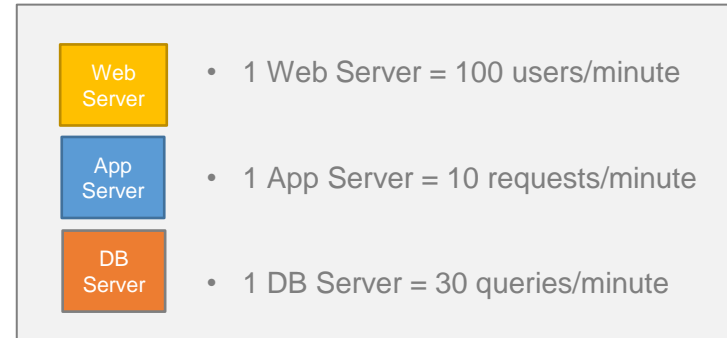 Web
Server
• 1 Web Server = 100 users/minute
App
Server
• 1 App Server = 10 requests/minute
DB
Server
• 1 DB Server = 30 queries/minute